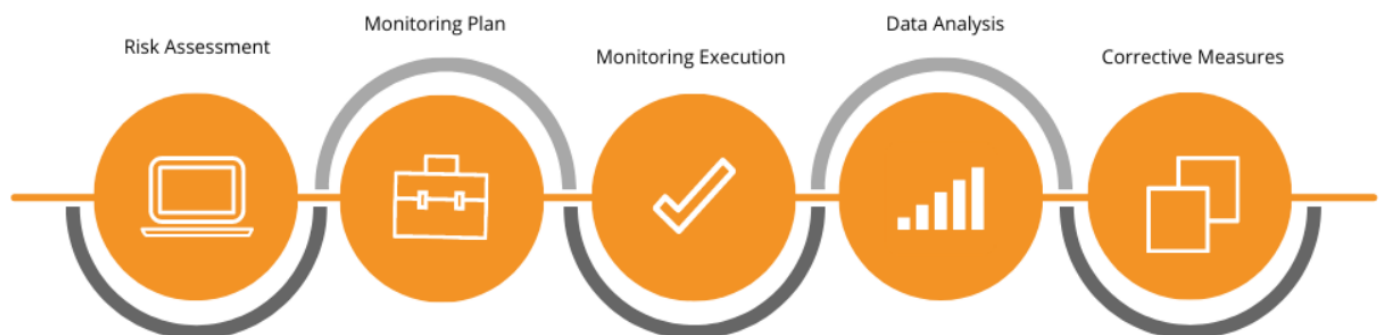 Risk Assessment
Monitoring Plan
Monitoring Execution
Data Analysis
Corrective Measures